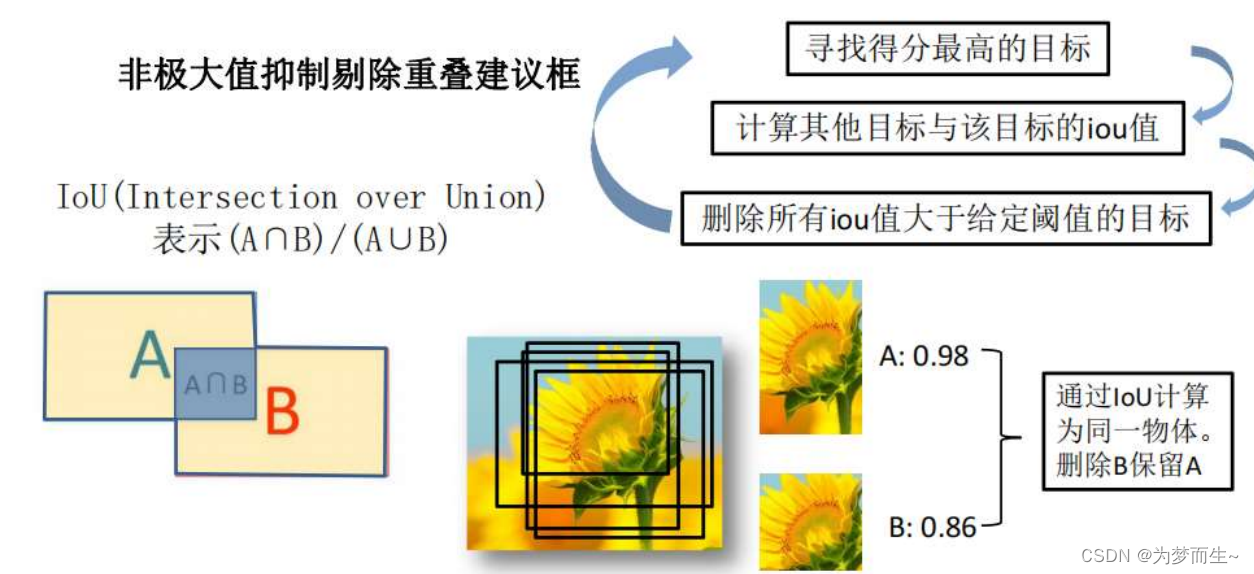 非极大值抑制剔除重叠建议框
寻找得分最高的目标
计算其他目标与该目标的iou值
删除所有iou值大于给定阈值的目标
IoU(Intersection over Union)
表示(A∩B)/(A∪B)
A
A∩B
B
A: 0.98
B: 0.86
通过IoU计算
为同一物体。
删除B保留A
CSDN @为梦而生~